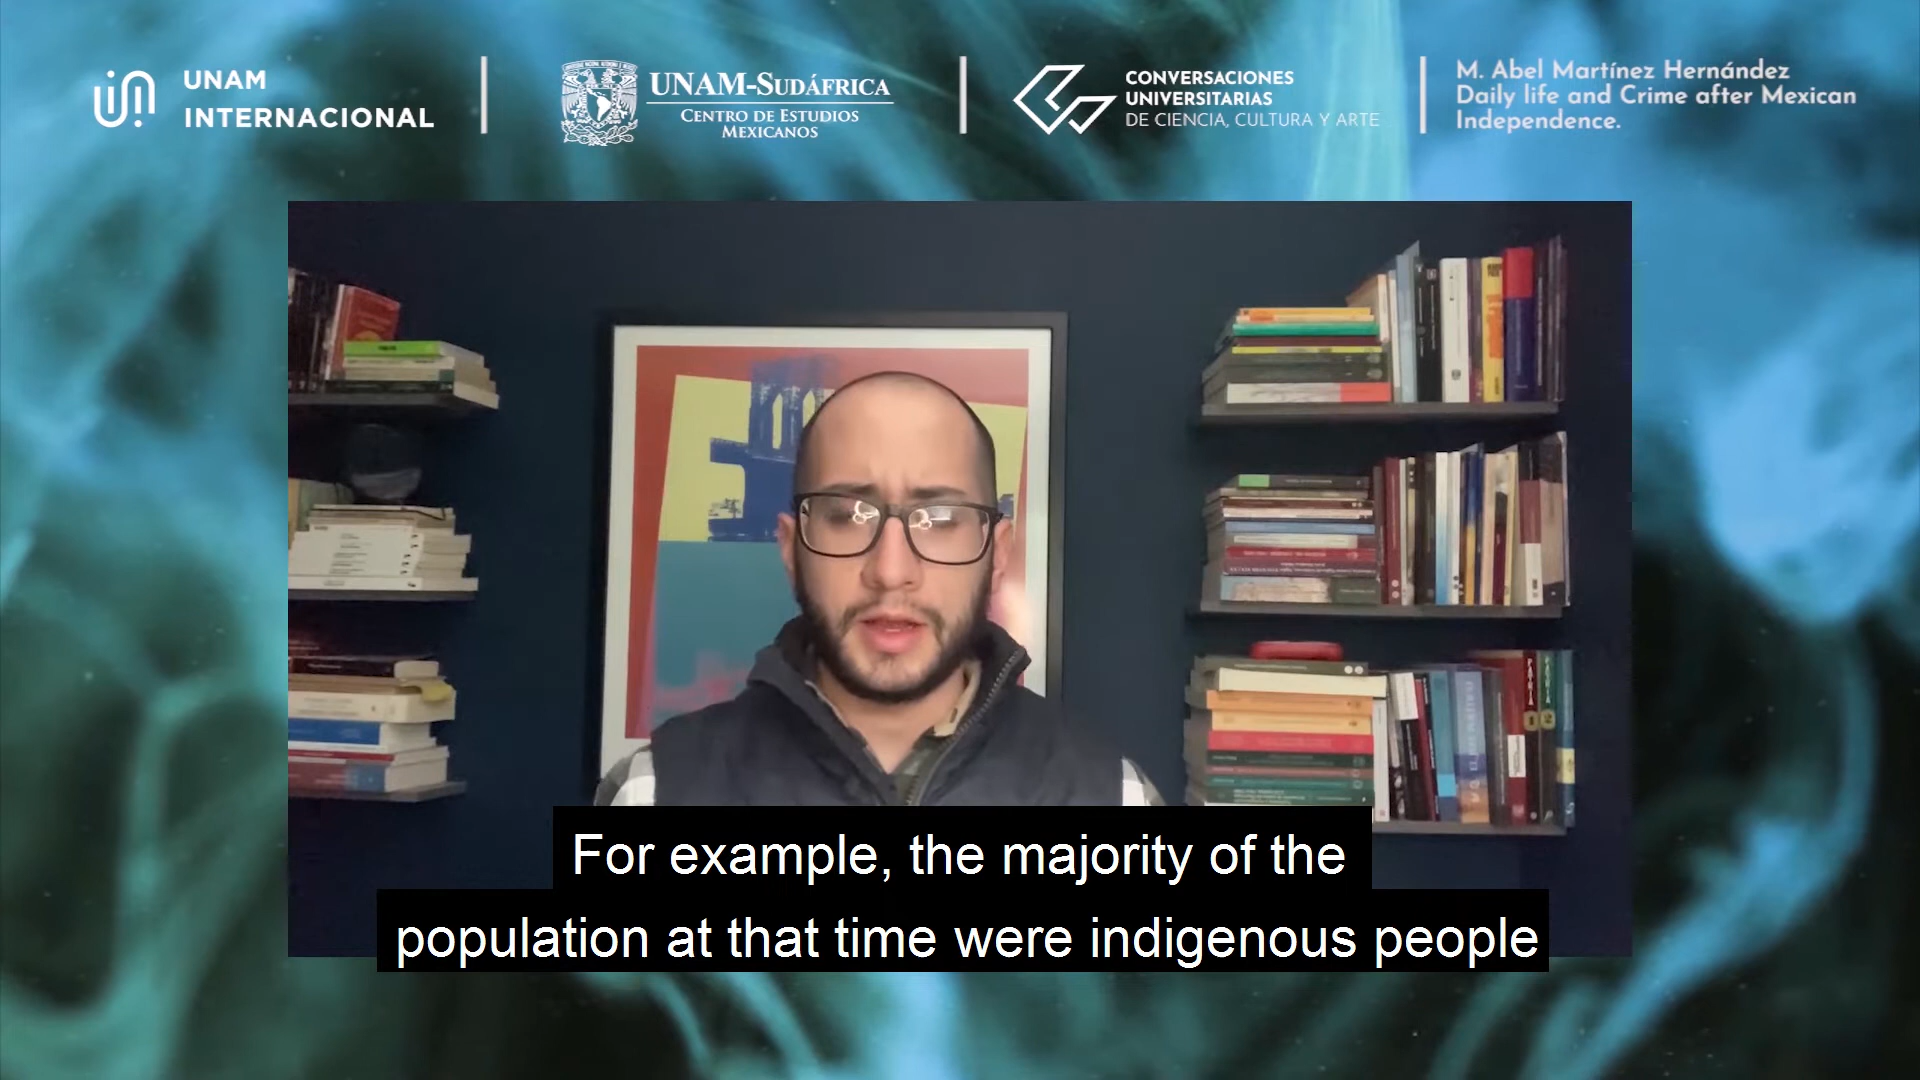 UNAM
INTERNACIONAL
UNAM-SUDÁFRICA
CENTRO DE ESTUDIOS
MEXICANOS
CONVERSACIONES
UNIVERSITARIAS
DE CIENCIA, CULTURA Y ARTE
M. Abel Martínez Hernández
Daily life and Crime after Mexican
Independence.
For example, the majority of the
population at that time were indigenous people